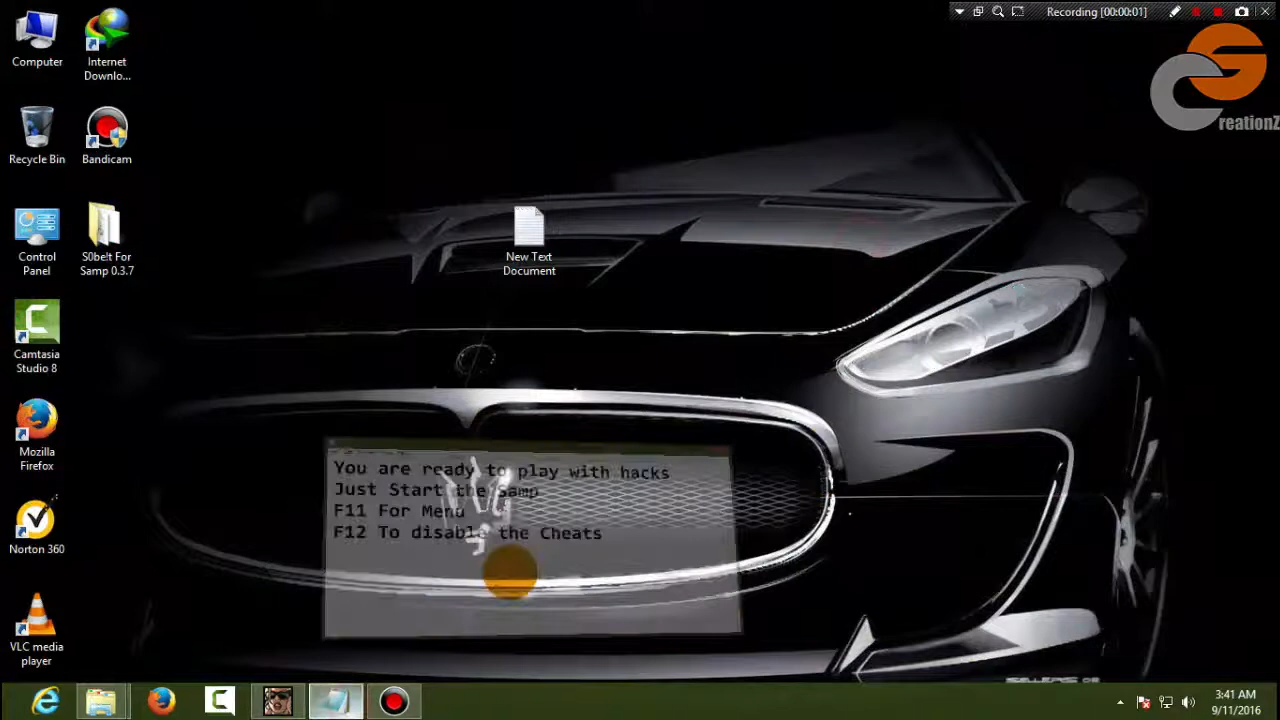 Recording [00:00:01]
Computer
Internet
Downlo...
Recycle Bin
Bandicam
Control
Panel
S0be!t For
Samp 0.3.7
New Text
Document
Camtasia
Studio 8
Mozilla
Firefox
Norton 360
VLC media
player
You are ready to play with hacks
Just Start the Samp
F11 For Menu
F12 To disable the Cheats
reationZ
3:41 AM
9/11/2016